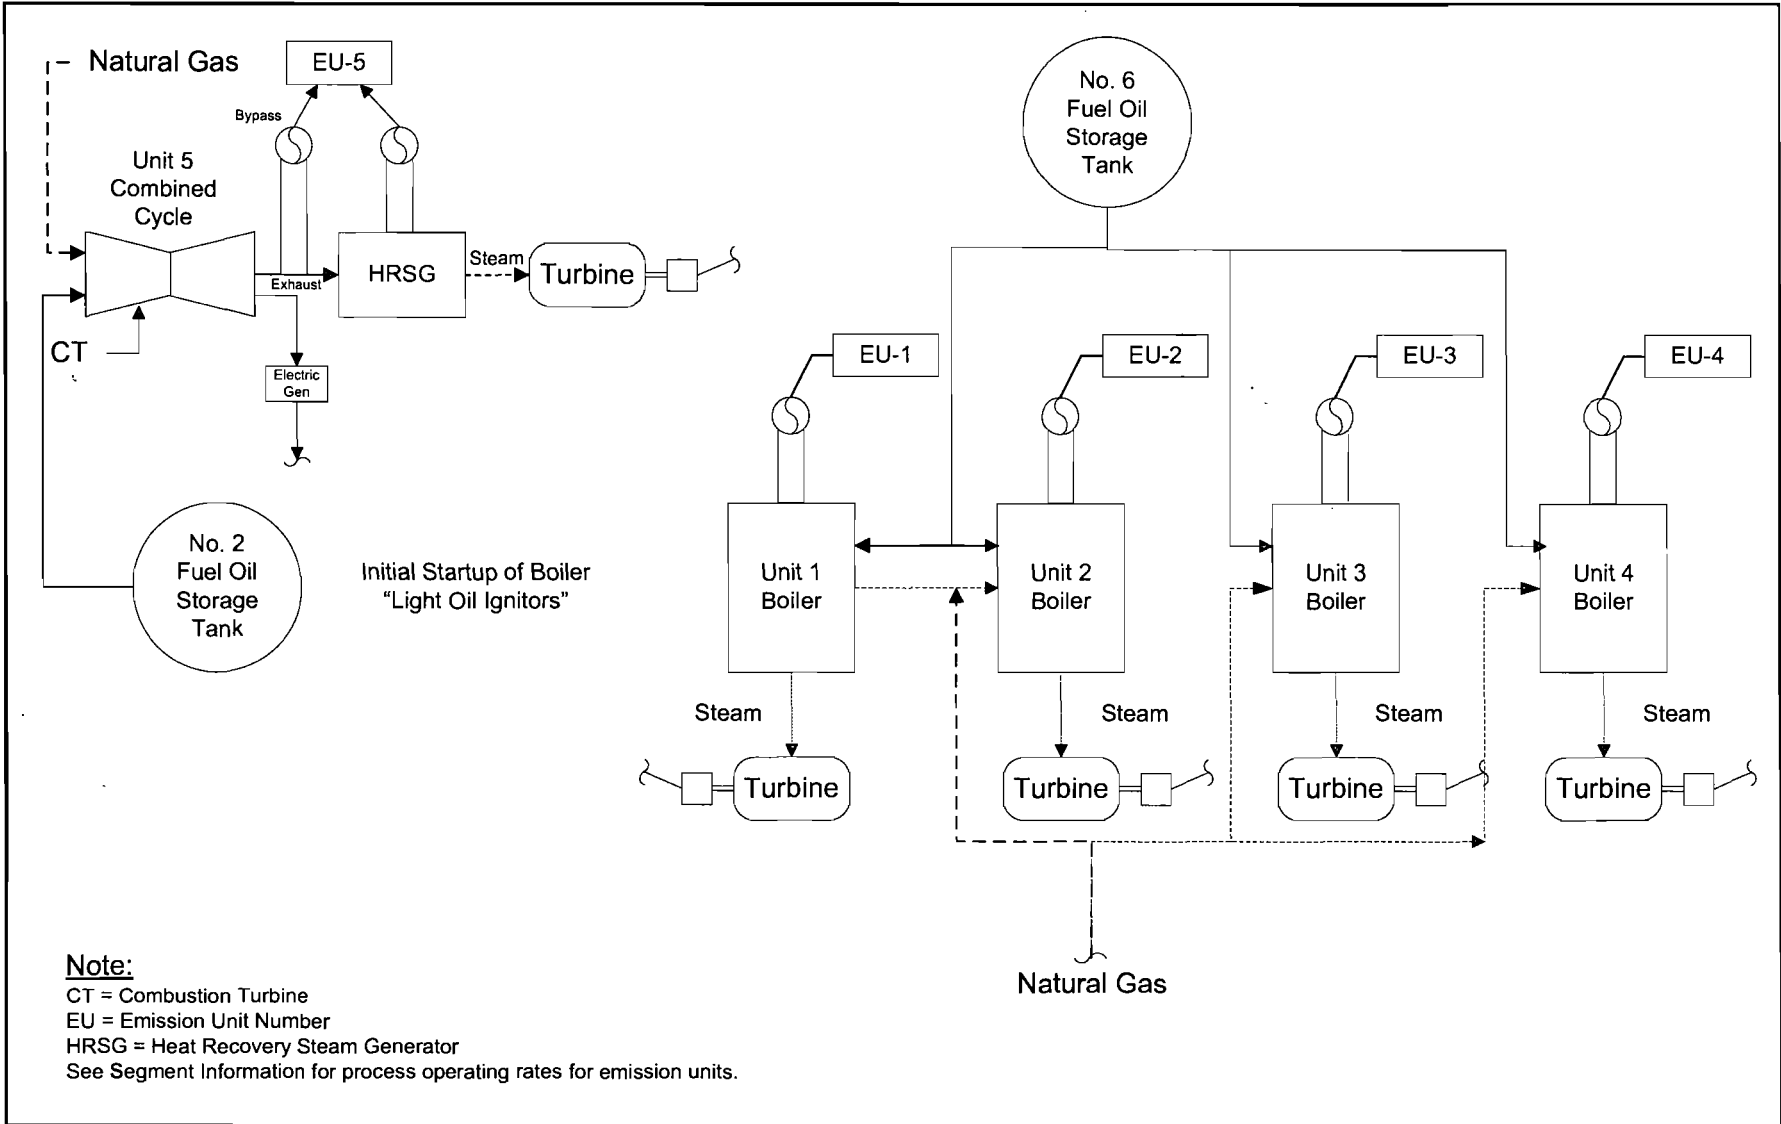 Natural Gas
EU-5
Bypass
Unit 5
Combined
Cycle
HRSG
Steam
Turbine
Exhaust
CT
Electric
Gen
No. 2
Fuel Oil
Storage
Tank
Initial Startup of Boiler
“Light Oil Ignitors”
No. 6
Fuel Oil
Storage
Tank
EU-1
EU-2
EU-3
EU-4
Unit 1
Boiler
Unit 2
Boiler
Unit 3
Boiler
Unit 4
Boiler
Steam
Steam
Steam
Steam
Turbine
Turbine
Turbine
Turbine
Natural Gas
Note:
CT = Combustion Turbine
EU = Emission Unit Number
HRSG = Heat Recovery Steam Generator
See Segment Information for process operating rates for emission units.